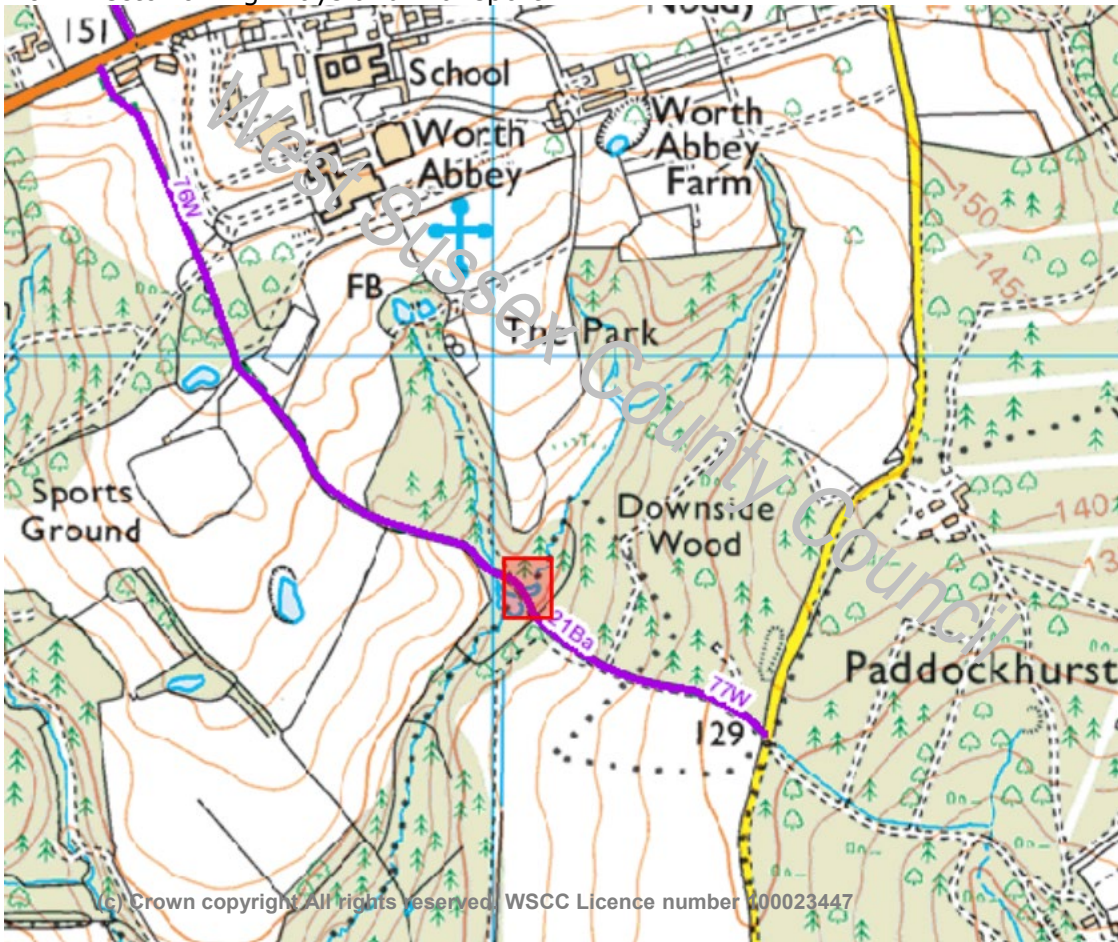 151
School
Worth
Abbey
Worth
Abbey
Farm
76W
FB
The Park
150
145
Sports
Ground
Downside
Wood
140
21Ba
77W
129
Paddockhurst
West Sussex County Council
(c) Crown copyright All rights reserved. WSCC Licence number 100023447